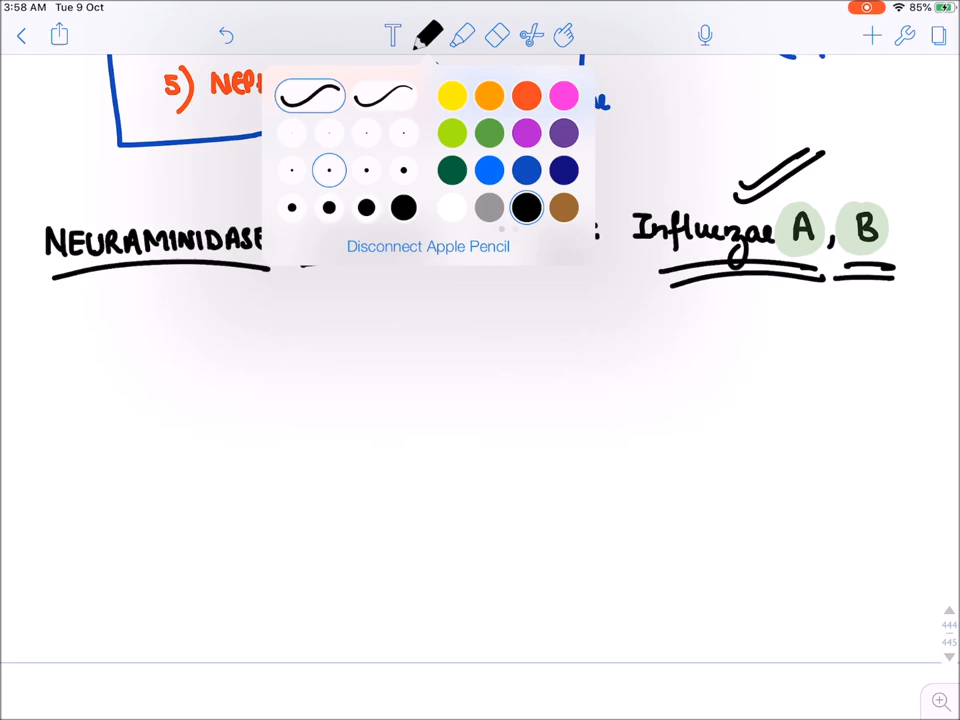 3:58 AM Tue 9 Oct 85%
T
5) NEP
Disconnect Apple Pencil
NEURAMINIDASE : Influenzae A, B
444
445